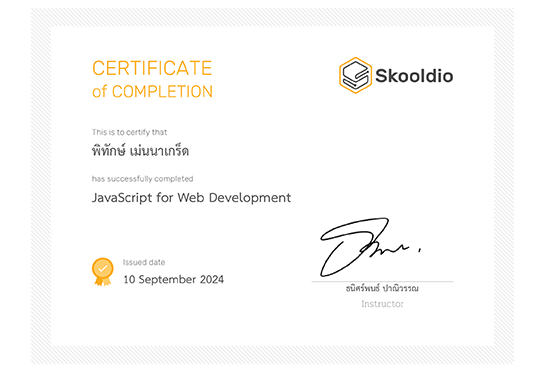 CERTIFICATE
of COMPLETION
Skooldio
This is to certify that
พิทักษ์ เม่นนาเกร็ด
has successfully completed
JavaScript for Web Development
Issued date
10 September 2024
ธนิศร์พนธ์ ปาณิวรรณ
Instructor